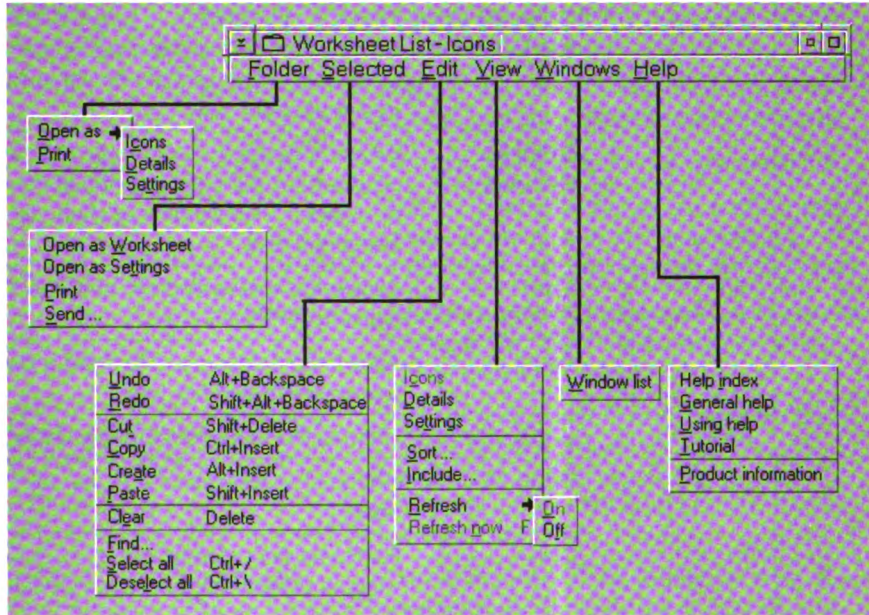 Worksheet List - Icons
Folder Selected Edit View Windows Help
Open as
Print
Icons
Details
Settings
Open as Worksheet
Open as Settings
Print
Send ...
Undo Alt+Backspace
Redo Shift+Alt+Backspace
Cut Shift+Delete
Copy Ctrl+Insert
Create Alt+Insert
Paste Shift+Insert
Clear Delete
Find...
Select all Ctrl+/
Deselect all Ctrl+\
Icons
Details
Settings
Sort...
Include...
Refresh
Refresh now F
On
Off
Window list
Help index
General help
Using help
Tutorial
Product information